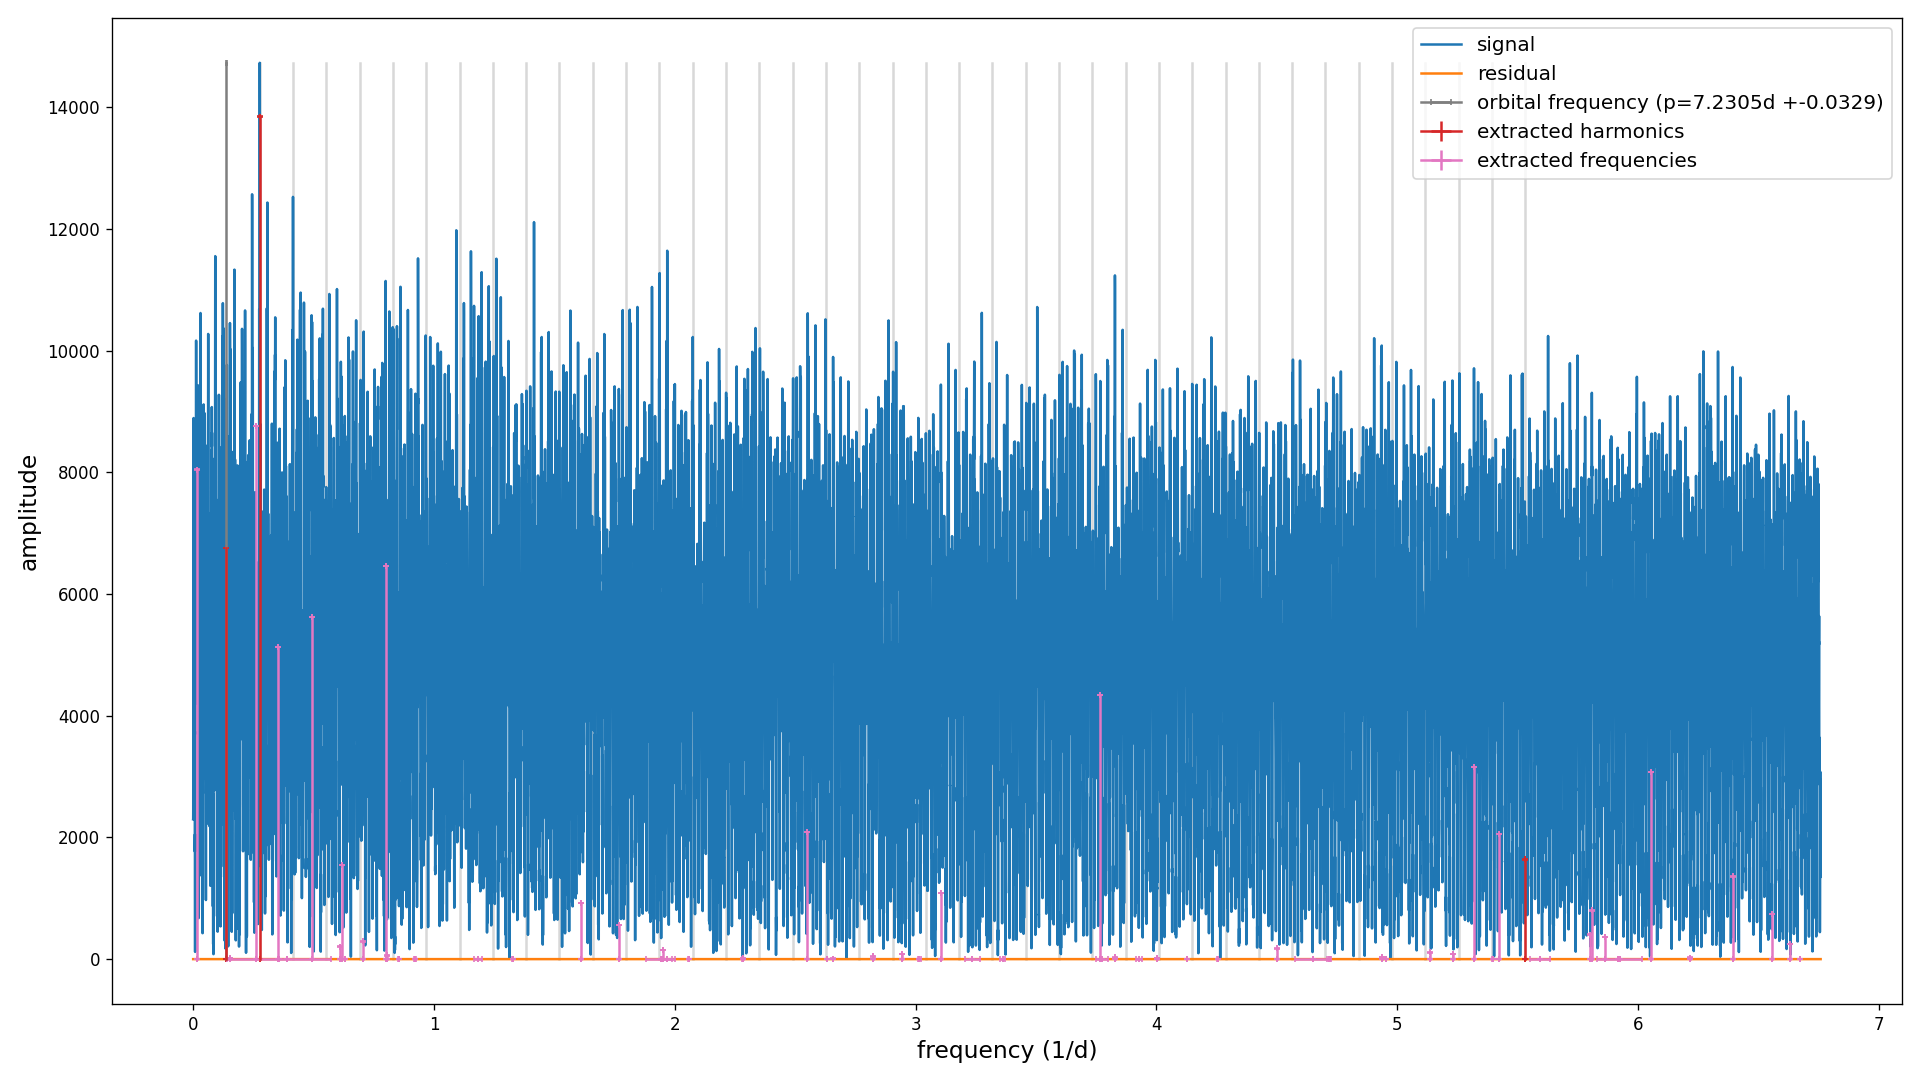 signal
residual
orbital frequency (p=7.2305d +-0.0329)
extracted harmonics
extracted frequencies
14000
12000
10000
8000
6000
4000
2000
0
amplitude
0 1 2 3 4 5 6 7
frequency (1/d)